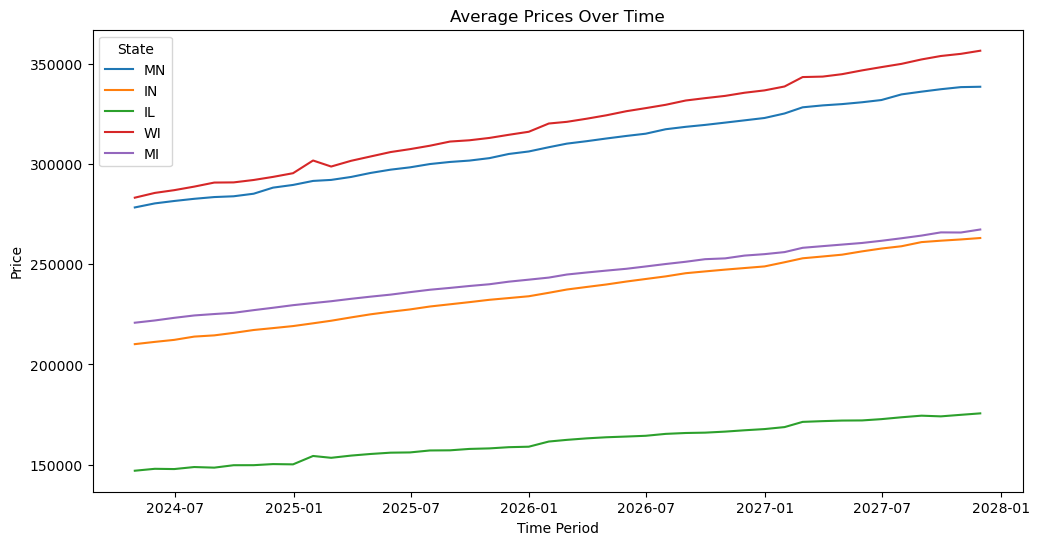 Average Prices Over Time
State
MN
IN
IL
WI
MI
Price
350000
300000
250000
200000
150000
2024-07 2025-01 2025-07 2026-01 2026-07 2027-01 2027-07 2028-01
Time Period